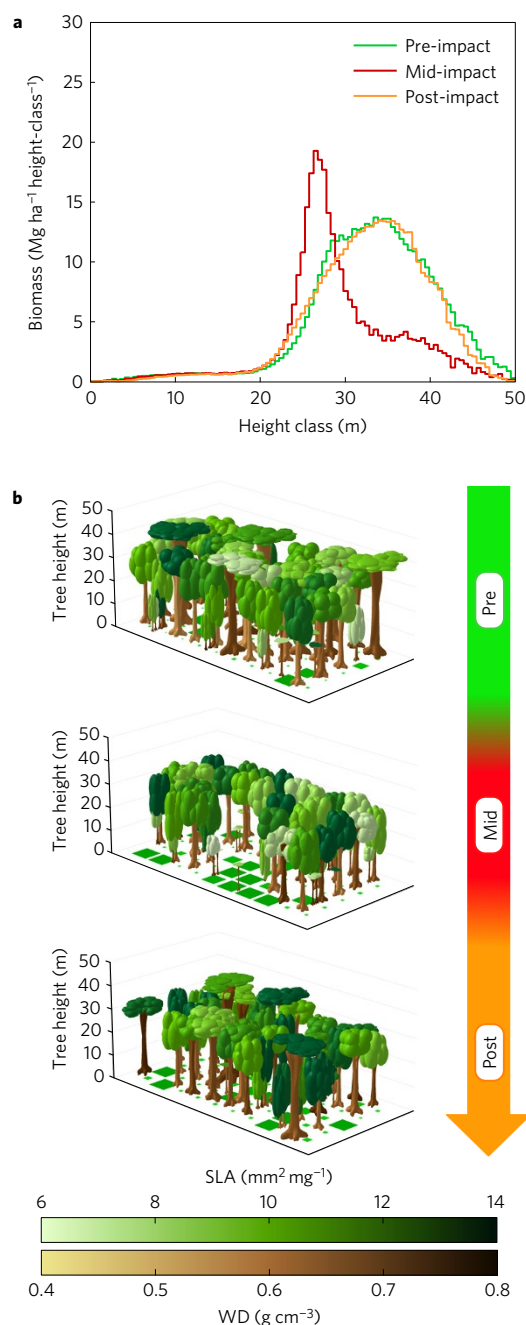 a
30
25
20
15
10
5
0
Biomass (Mg ha⁻¹ height-class⁻¹)
Pre-impact
Mid-impact
Post-impact
0 10 20 30 40 50
Height class (m)
b
50
40
30
20
10
0
Tree height (m)
Pre
50
40
30
20
10
0
Tree height (m)
Mid
50
40
30
20
10
0
Tree height (m)
Post
SLA (mm² mg⁻¹)
6 8 10 12 14
0.4 0.5 0.6 0.7 0.8
WD (g cm⁻³)